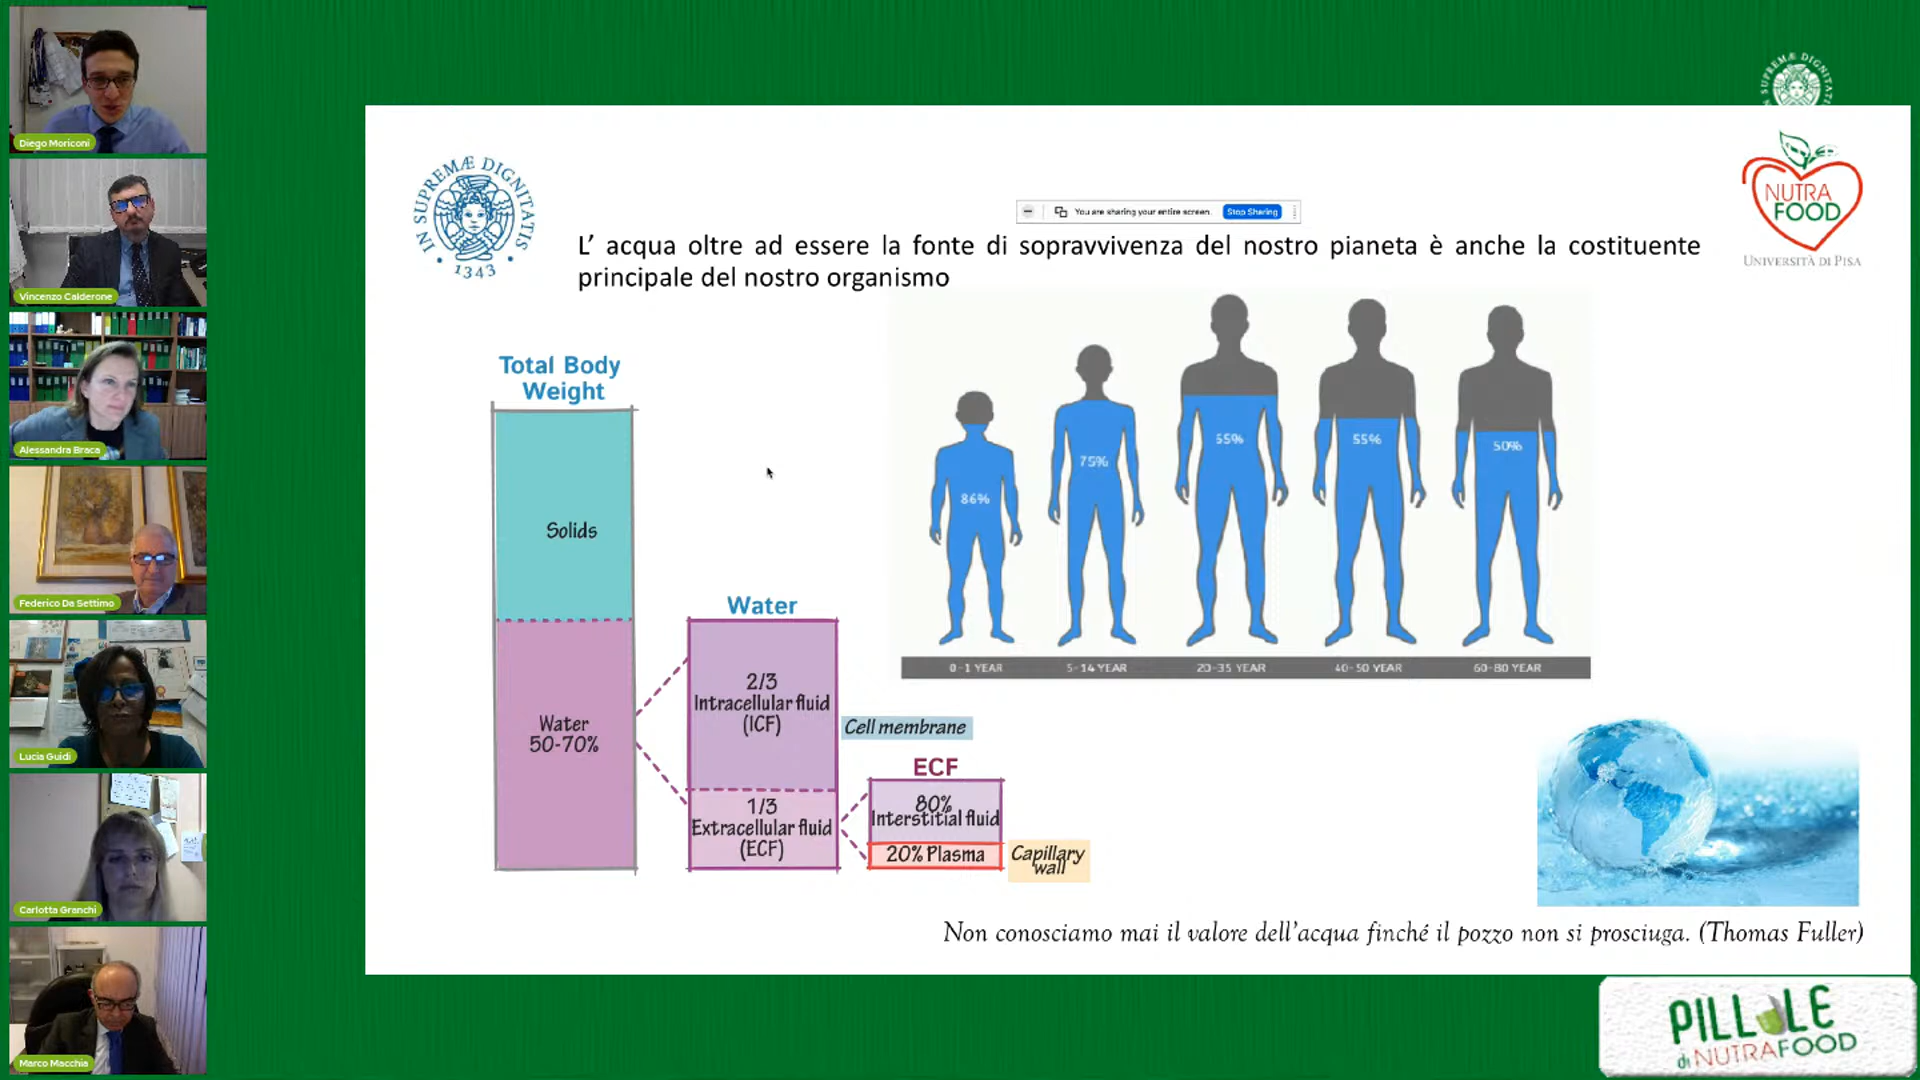 Diego Moriconi
Vincenzo Calderone
Alessandra Braca
Federico Da Settimo
Lucia Guidi
Carlotta Granchi
Marco Macchia
IN SUPREMÆ DIGNITATIS
1343
You are sharing your entire screen.
Stop Sharing
NUTRA
FOOD
UNIVERSITÀ DI PISA
L’ acqua oltre ad essere la fonte di sopravvivenza del nostro pianeta è anche la costituente
principale del nostro organismo
Total Body
Weight
Solids
Water
50-70%
Water
2/3
Intracellular fluid
(ICF)
1/3
Extracellular fluid
(ECF)
Cell membrane
ECF
80%
Interstitial fluid
20% Plasma
Capillary
wall
86%
75%
55%
55%
50%
0-1 YEAR
5-14 YEAR
20-35 YEAR
40-50 YEAR
60-80 YEAR
Non conosciamo mai il valore dell’acqua finché il pozzo non si prosciuga. (Thomas Fuller)
PILLOLE
di NUTRAFOOD